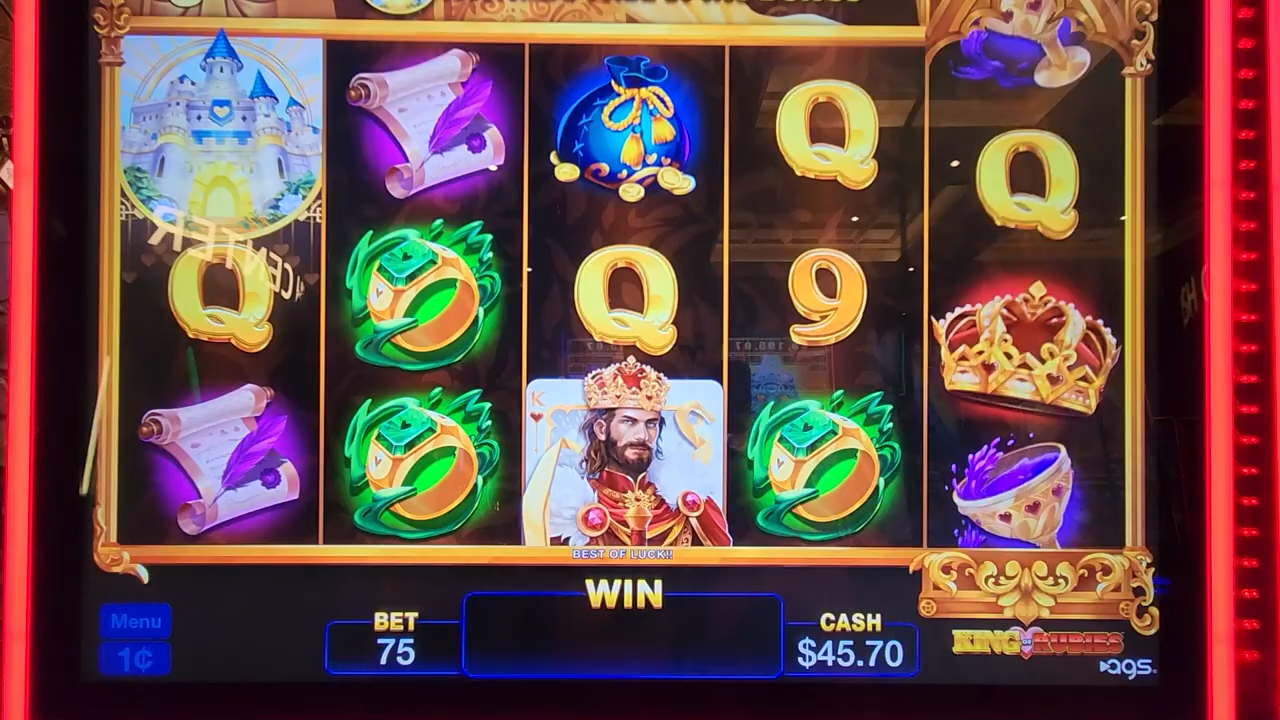 Q
Q
Q
Q
9
K
BEST OF LUCK!!
WIN
Menu
BET
CASH
1¢
75
$45.70
KING OF RUBIES
ags